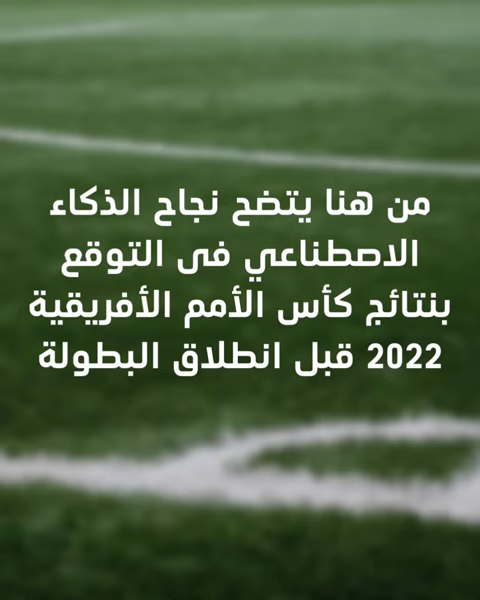 من هنا يتضح نجاح الذكاء
الاصطناعي فى التوقع
بنتائج كأس الأمم الأفريقية
2022 قبل انطلاق البطولة